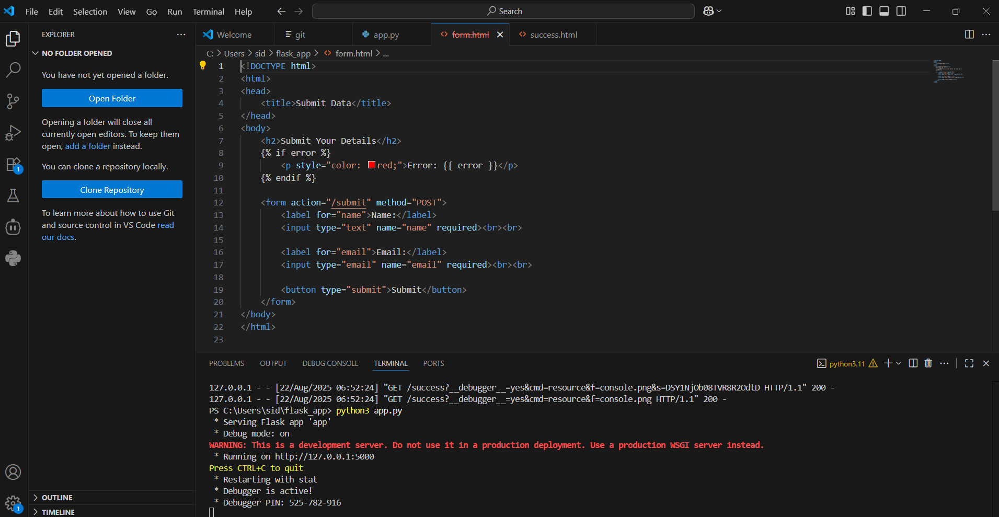 File Edit Selection View Go Run Terminal Help
Search
EXPLORER
NO FOLDER OPENED
You have not yet opened a folder.
Open Folder
Opening a folder will close all
currently open editors. To keep them
open, add a folder instead.
You can clone a repository locally.
Clone Repository
To learn more about how to use Git
and source control in VS Code read
our docs.
1
1
OUTLINE
TIMELINE
Welcome git app.py form.html success.html
C: > Users > sid > flask_app > form.html > ...
1 <!DOCTYPE html>
2 <html>
3 <head>
4     <title>Submit Data</title>
5 </head>
6 <body>
7     <h2>Submit Your Details</h2>
8     {% if error %}
9         <p style="color: red;">Error: {{ error }}</p>
10     {% endif %}
11
12     <form action="/submit" method="POST">
13         <label for="name">Name:</label>
14         <input type="text" name="name" required><br><br>
15
16         <label for="email">Email:</label>
17         <input type="email" name="email" required><br><br>
18
19         <button type="submit">Submit</button>
20     </form>
21 </body>
22 </html>
23
PROBLEMS OUTPUT DEBUG CONSOLE TERMINAL PORTS
python3.11
127.0.0.1 - - [22/Aug/2025 06:52:24] "GET /success?__debugger__=yes&cmd=resource&f=console.png&s=DSY1NjOb08TVR8R2OdtD HTTP/1.1" 200 -
127.0.0.1 - - [22/Aug/2025 06:52:24] "GET /success?__debugger__=yes&cmd=resource&f=console.png HTTP/1.1" 200 -
PS C:\Users\sid\flask_app> python3 app.py
 * Serving Flask app 'app'
 * Debug mode: on
WARNING: This is a development server. Do not use it in a production deployment. Use a production WSGI server instead.
 * Running on http://127.0.0.1:5000
Press CTRL+C to quit
 * Restarting with stat
 * Debugger is active!
 * Debugger PIN: 525-782-916